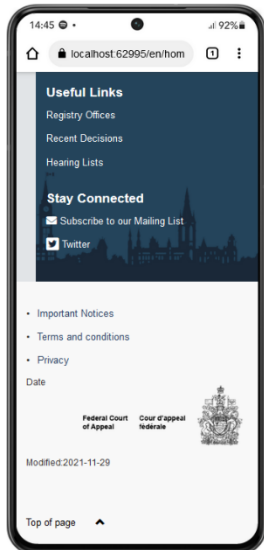 14:45
92%
localhost:62995/en/hom
1
Useful Links
Registry Offices
Recent Decisions
Hearing Lists
Stay Connected
Subscribe to our Mailing List
Twitter
• Important Notices
• Terms and conditions
• Privacy
Date
Federal Court Cour d'appel
of Appeal fédérale
Modified:2021-11-29
Top of page